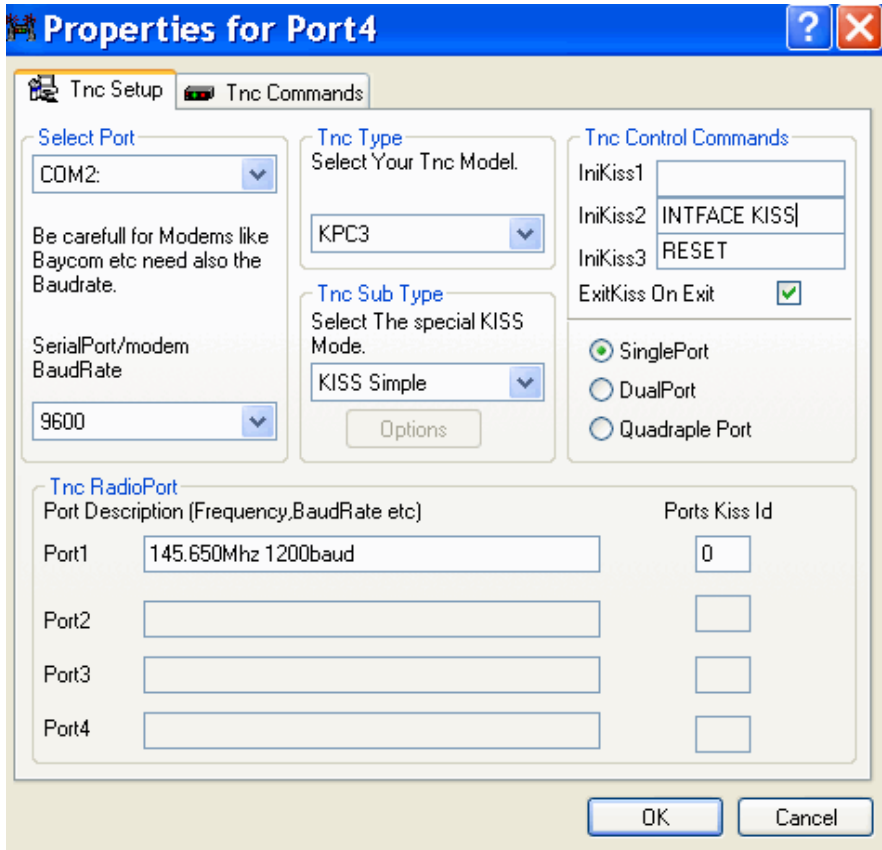 Properties for Port4
Tnc Setup
Tnc Commands
Select Port
COM2:
Be carefull for Modems like
Baycom etc need also the
Baudrate.
SerialPort/modem
BaudRate
9600
Tnc Type
Select Your Tnc Model.
KPC3
Tnc Sub Type
Select The special KISS
Mode.
KISS Simple
Options
Tnc Control Commands
IniKiss1
IniKiss2 INTFACE KISS
IniKiss3 RESET
ExitKiss On Exit
SinglePort
DualPort
Quadraple Port
Tnc RadioPort
Port Description (Frequency,BaudRate etc) Ports Kiss Id
Port1 145.650Mhz 1200baud 0
Port2
Port3
Port4
OK Cancel